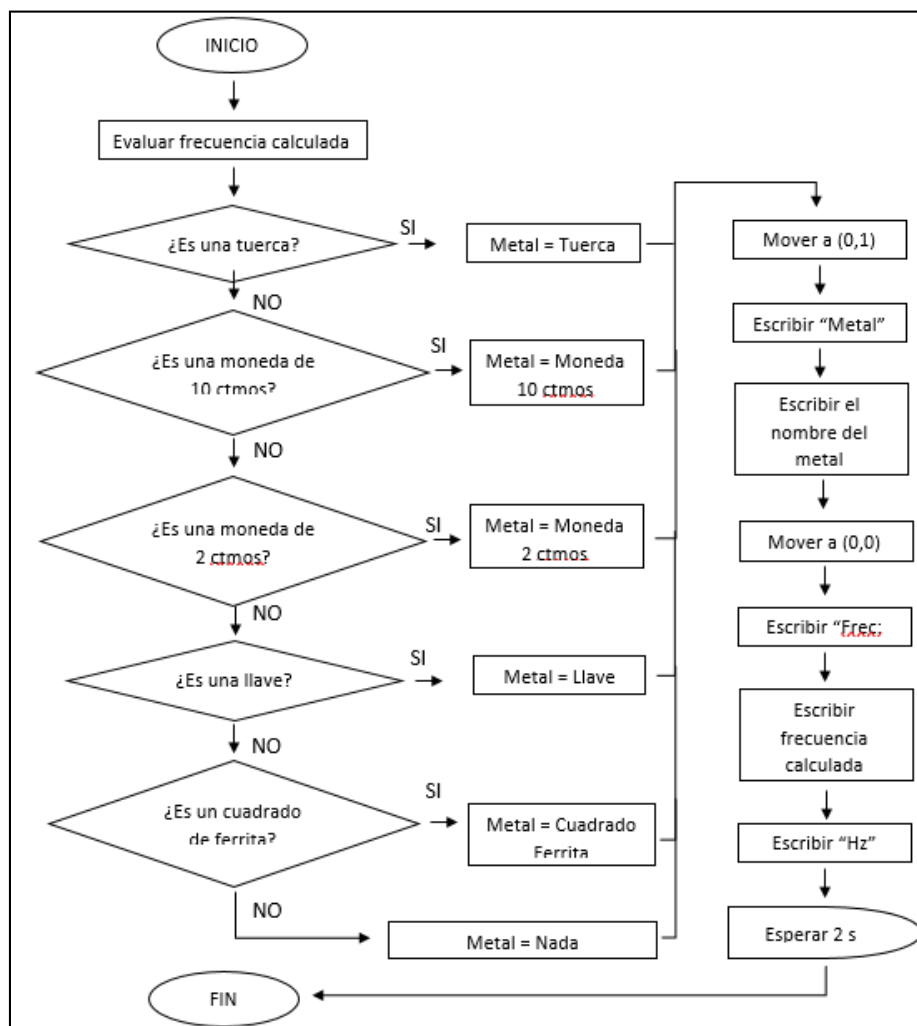 INICIO
Evaluar frecuencia calculada
¿Es una tuerca?
SI
Metal = Tuerca
NO
¿Es una moneda de
10 ctmos?
SI
Metal = Moneda
10 ctmos
NO
¿Es una moneda de
2 ctmos?
SI
Metal = Moneda
2 ctmos
NO
¿Es una llave?
SI
Metal = Llave
NO
¿Es un cuadrado
de ferrita?
SI
Metal = Cuadrado
Ferrita
NO
Metal = Nada
Mover a (0,1)
Escribir “Metal”
Escribir el
nombre del
metal
Mover a (0,0)
Escribir “Frec:
Escribir
frecuencia
calculada
Escribir “Hz”
Esperar 2 s
FIN